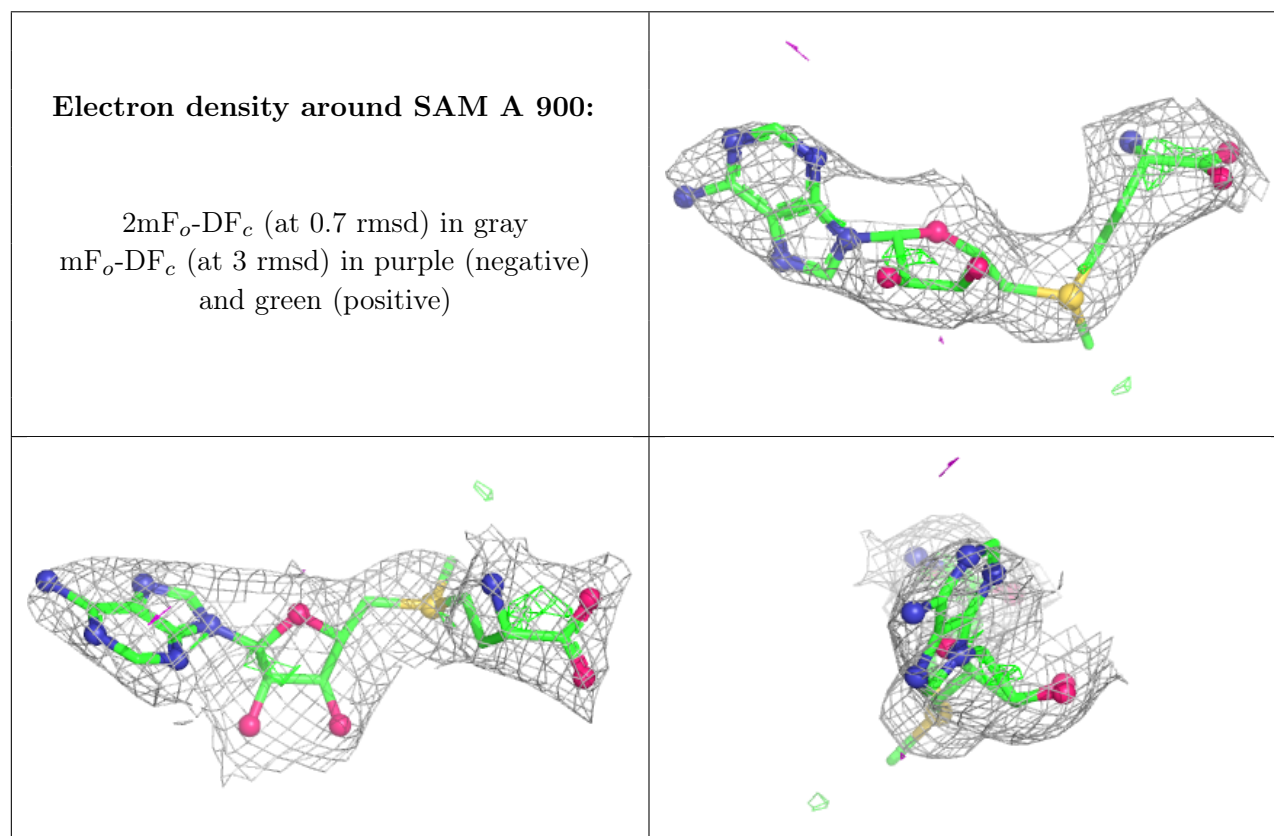 Electron density around SAM A 900:
2mFₒ-DF𝒸 (at 0.7 rmsd) in gray
mFₒ-DF𝒸 (at 3 rmsd) in purple (negative)
and green (positive)